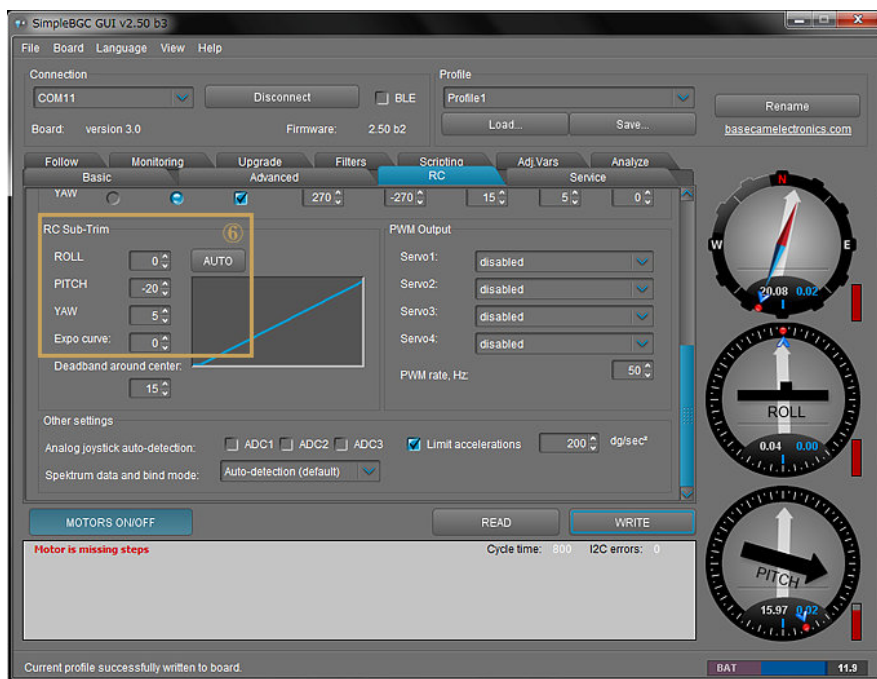 SimpleBGC GUI v2.50 b3
File Board Language View Help
Connection
COM11 Disconnect BLE
Board: version 3.0 Firmware: 2.50 b2
Profile
Profile1
Load... Save...
Rename
basecamelectronics.com
Follow Monitoring Upgrade Filters Scripting Adj.Vars Analyze
Basic Advanced RC Service
YAW 270 -270 15 5 0
RC Sub-Trim ⑥
ROLL 0 AUTO
PITCH -20
YAW 5
Expo curve: 0
Deadband around center:
15
PWM Output
Servo1: disabled
Servo2: disabled
Servo3: disabled
Servo4: disabled
PWM rate, Hz 50
Other settings
Analog joystick auto-detection: ADC1 ADC2 ADC3 Limit accelerations 200 dg/sec²
Spektrum data and bind mode: Auto-detection (default)
MOTORS ON/OFF READ WRITE
Motor is missing steps Cycle time: 800 I2C errors: 0
N
W E
20.08 0.02
ROLL
0.04 0.00
PITCH
15.97 0.02
Current profile successfully written to board. BAT 11.9